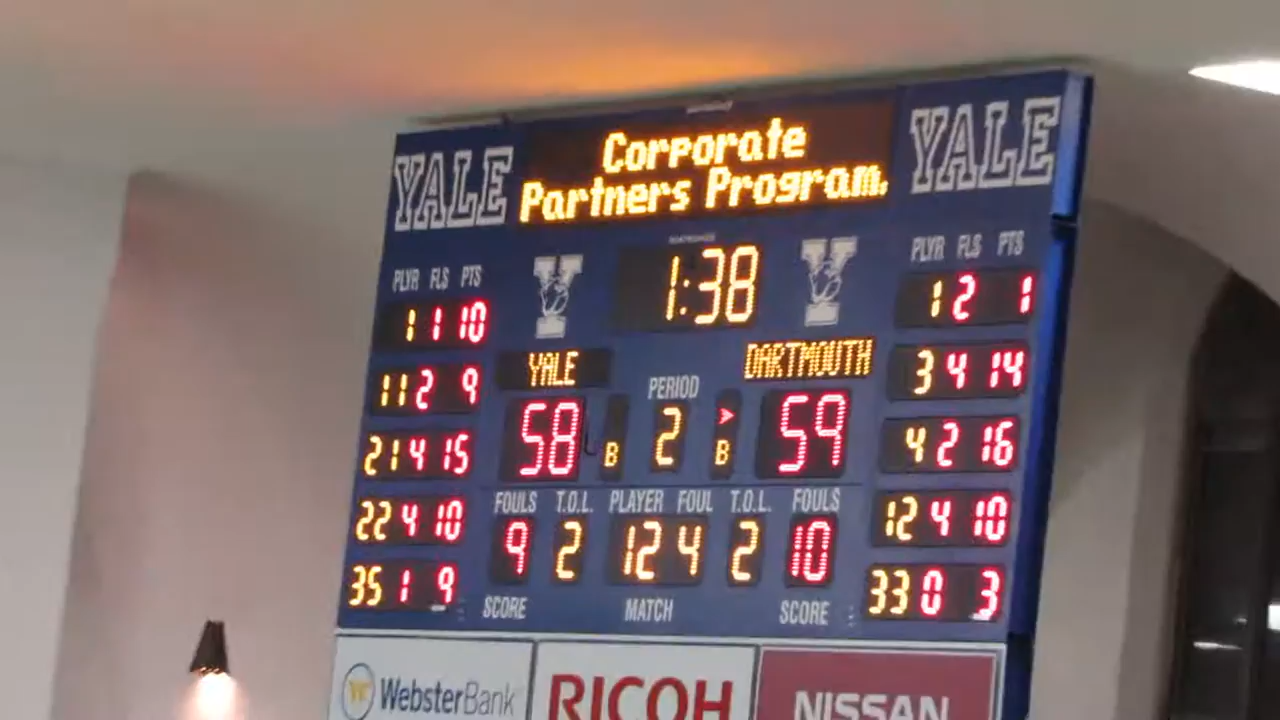 Corporate
Partners Program.
YALE
YALE
PLYR FLS PTS
1 1 10
11 2 9
21 4 15
22 4 10
35 1 9
1:38
YALE
DARTMOUTH
PERIOD
58 B 2 > B 59
FOULS T.O.L. PLAYER FOUL T.O.L. FOULS
9 2 12 4 2 10
SCORE MATCH SCORE
PLYR FLS PTS
1 2 1
3 4 14
4 2 16
12 4 10
33 0 3
WebsterBank
RICOH
NISSAN